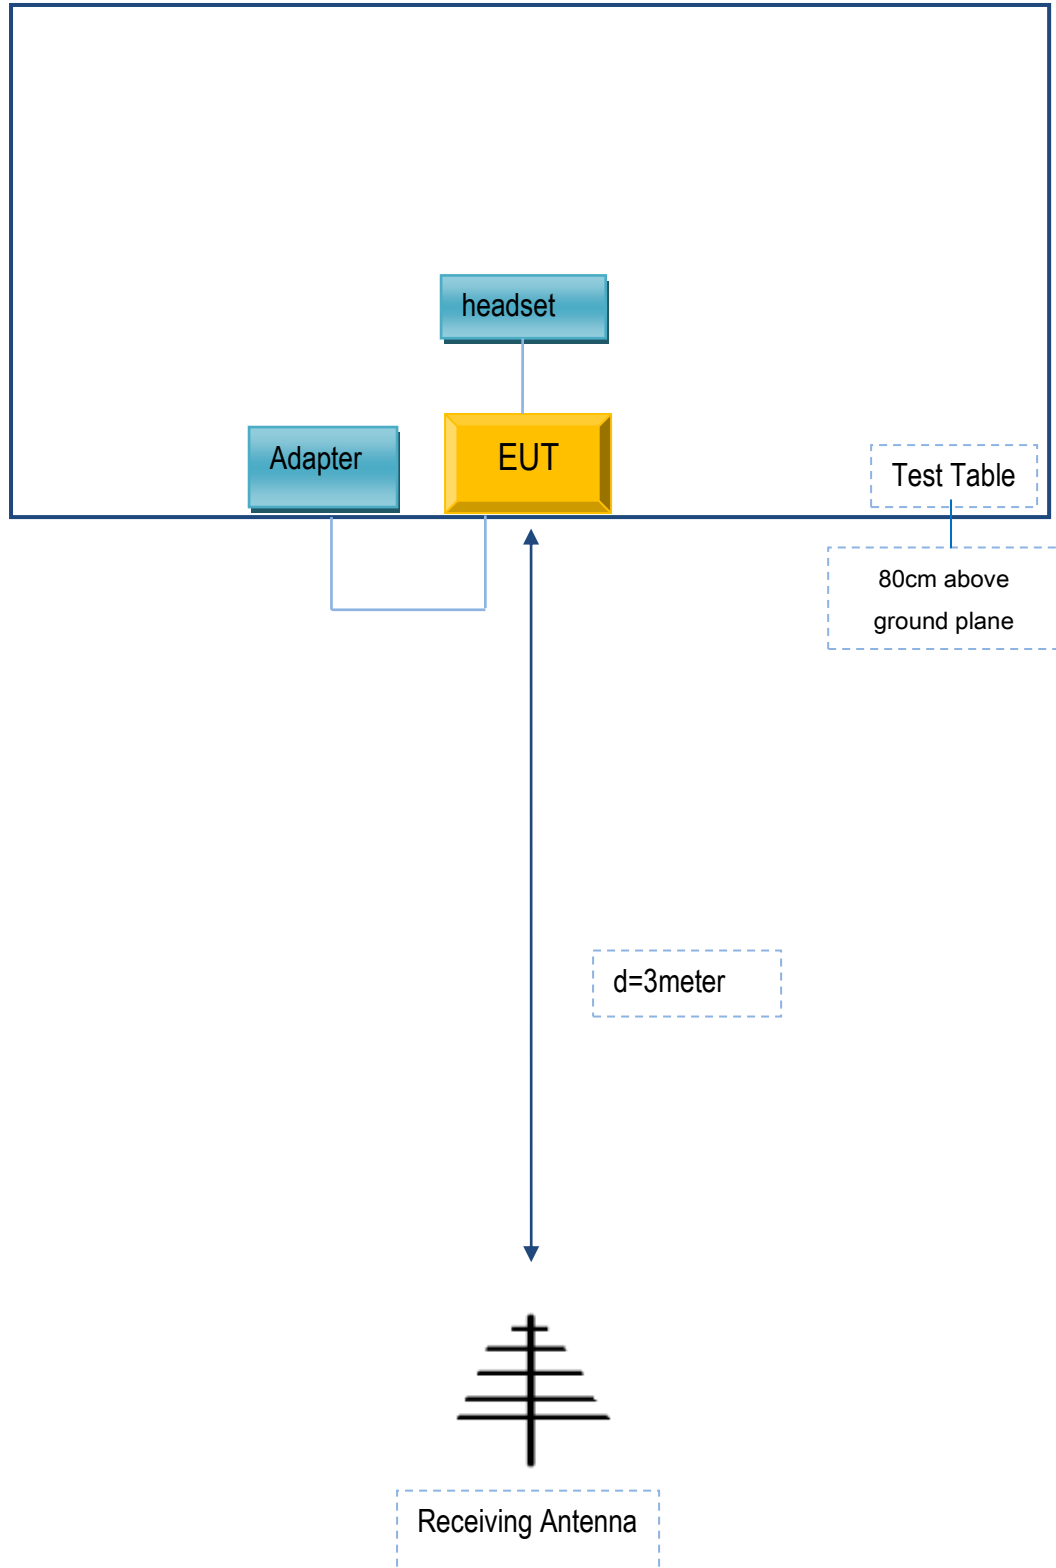 headset
Adapter
EUT
Test Table
80cm above
ground plane
d=3meter
Receiving Antenna